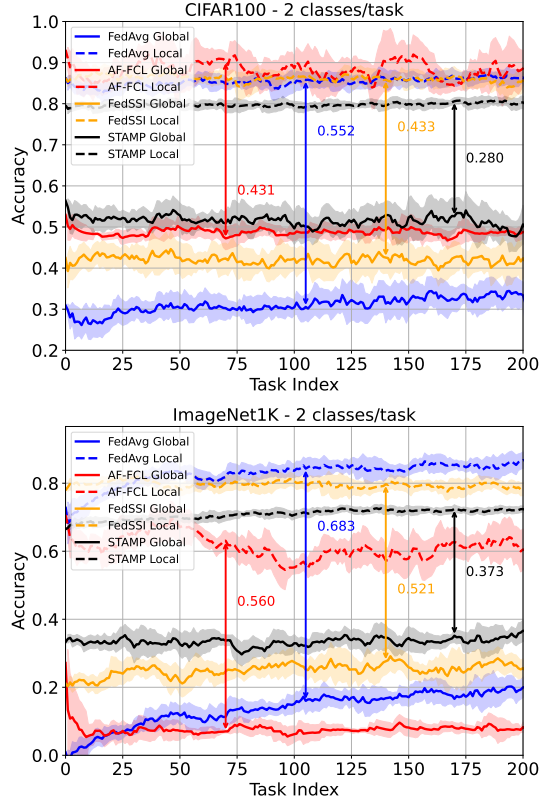 CIFAR100 - 2 classes/task
1.0
0.9
0.8
0.7
0.6
0.5
0.4
0.3
0.2
Accuracy
FedAvg Global
FedAvg Local
AF-FCL Global
AF-FCL Local
FedSSI Global
FedSSI Local
STAMP Global
STAMP Local
0.431
0.552
0.433
0.280
0 25 50 75 100 125 150 175 200
Task Index
ImageNet1K - 2 classes/task
0.8
0.6
0.4
0.2
0.0
Accuracy
FedAvg Global
FedAvg Local
AF-FCL Global
AF-FCL Local
FedSSI Global
FedSSI Local
STAMP Global
STAMP Local
0.560
0.683
0.521
0.373
0 25 50 75 100 125 150 175 200
Task Index